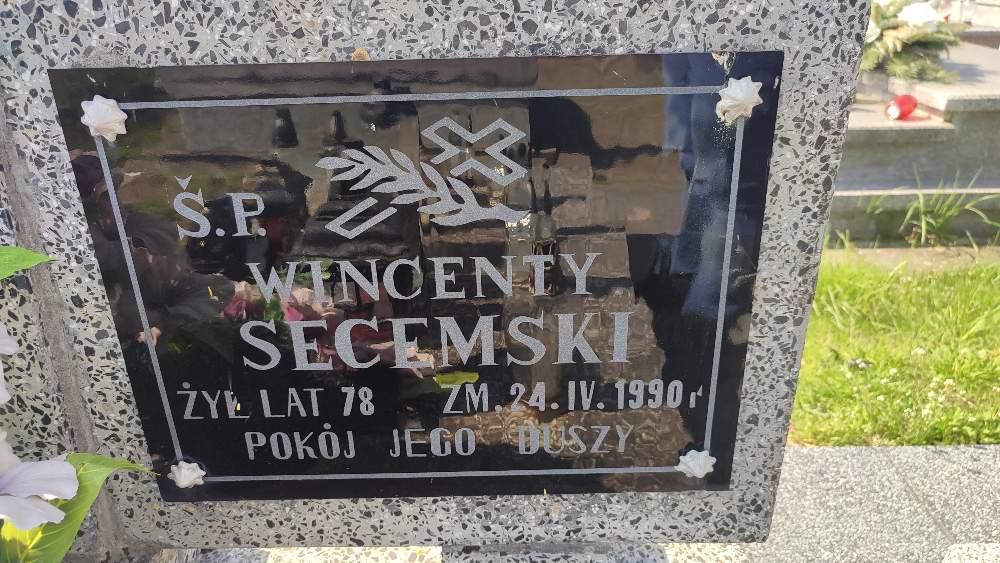 Ś.P.
WINCENTY
SECEMSKI
ŻYŁ LAT 78 ZM. 24. IV. 1990 r
POKÓJ JEGO DUSZY